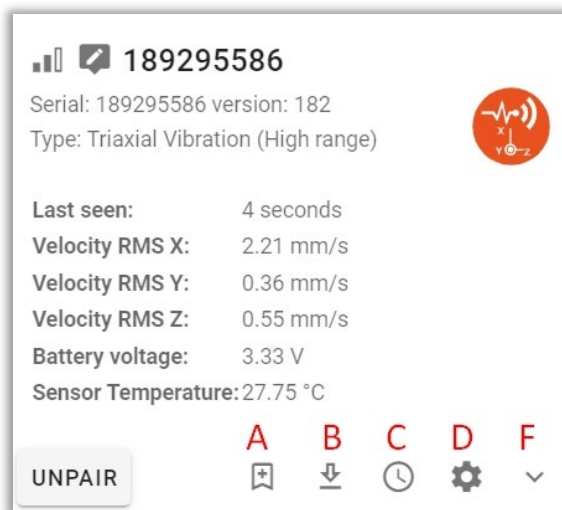 189295586
Serial: 189295586 version: 182
Type: Triaxial Vibration (High range)
X
Y Z
Last seen: 4 seconds
Velocity RMS X: 2.21 mm/s
Velocity RMS Y: 0.36 mm/s
Velocity RMS Z: 0.55 mm/s
Battery voltage: 3.33 V
Sensor Temperature: 27.75 °C
A B C D F
UNPAIR